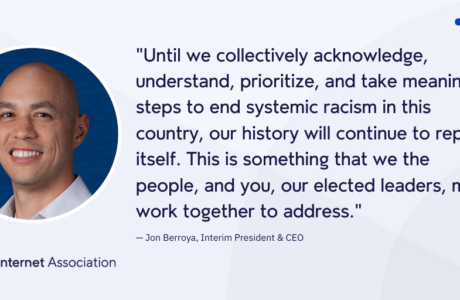 "Until we collectively acknowledge,
understand, prioritize, and take meanin
steps to end systemic racism in this
country, our history will continue to rep
itself. This is something that we the
people, and you, our elected leaders, m
work together to address."
— Jon Berroya, Interim President & CEO
nternet Association